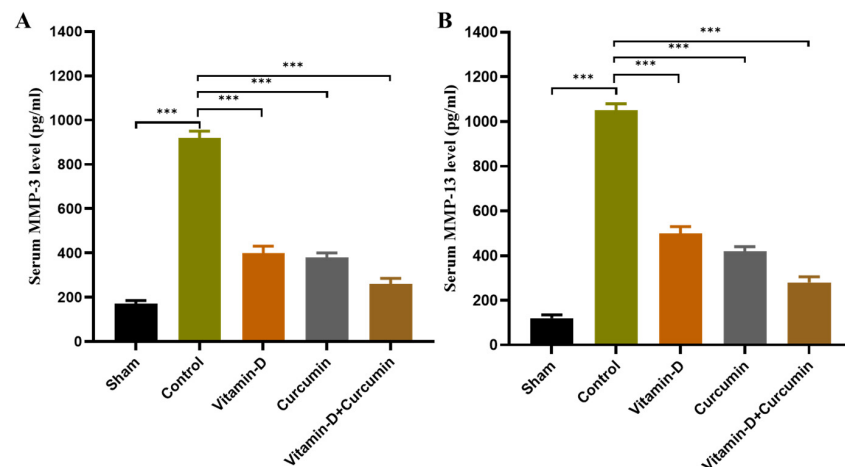 A
Serum MMP-3 level (pg/ml)
1400
1200
1000
800
600
400
200
0
***
***
***
***
Sham
Control
Vitamin-D
Curcumin
Vitamin-D+Curcumin
B
Serum MMP-13 level (pg/ml)
1400
1200
1000
800
600
400
200
0
***
***
***
***
Sham
Control
Vitamin-D
Curcumin
Vitamin-D+Curcumin